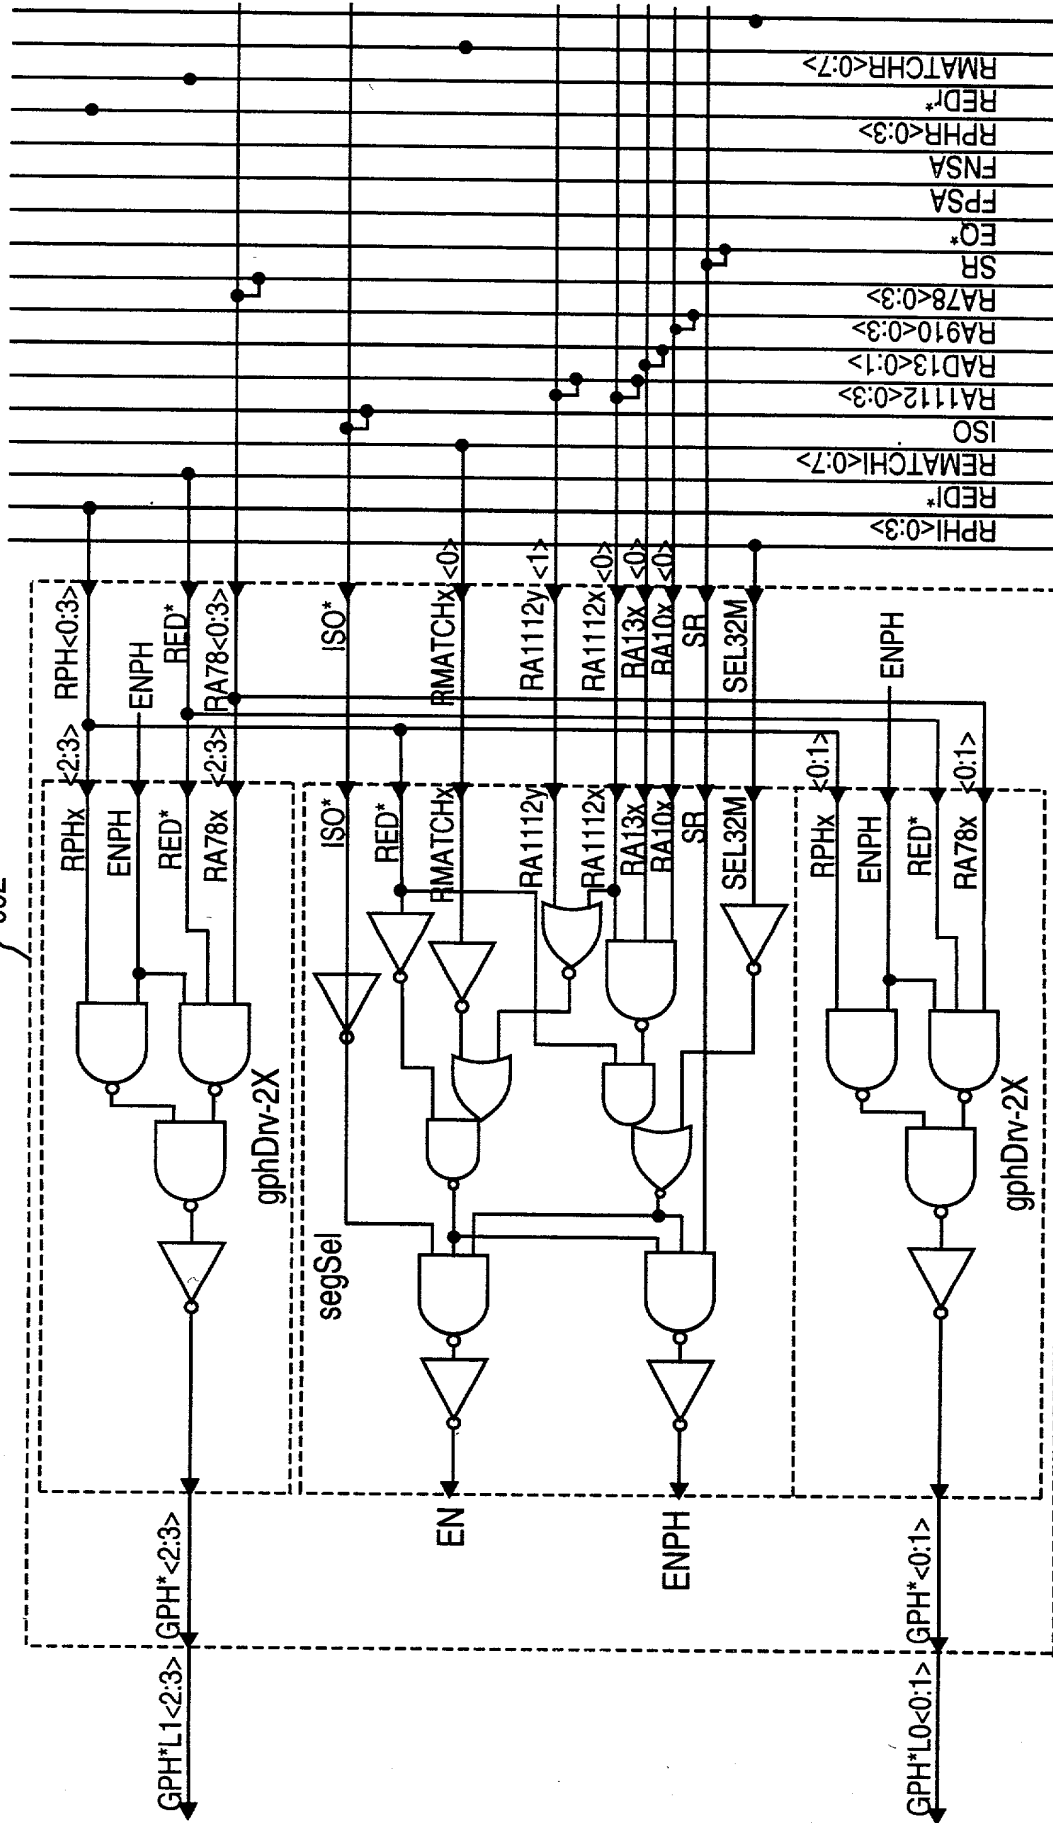 RMATCHR<0:7>
REDr*
RPHR<0:3>
FNSA
FPSA
EQ*
SR
RA78<0:3>
RA910<0:3>
RAD13<0:1>
RA1112<0:3>
ISO
REMATCHI<0:7>
REDI*
RPHI<0:3>
RPH<0:3>
ENPH
RED*
RA78<0:3>
ISO*
RMATCHx <0>
RA1112y <1>
RA1112x <0>
RA13x <0>
RA10x <0>
SR
SEL32M
ENPH
<2:3>
<2:3>
<0:1>
<0:1>
RPHx
ENPH
RED*
RA78x
ISO*
RED*
RMATCHx
RA1112y
RA1112x
RA13x
RA10x
SR
SEL32M
RPHx
ENPH
RED*
RA78x
gphDrv-2X
segSel
gphDrv-2X
EN
ENPH
GPH*<2:3>
GPH*<0:1>
GPH*L1<2:3>
GPH*L0<0:1>